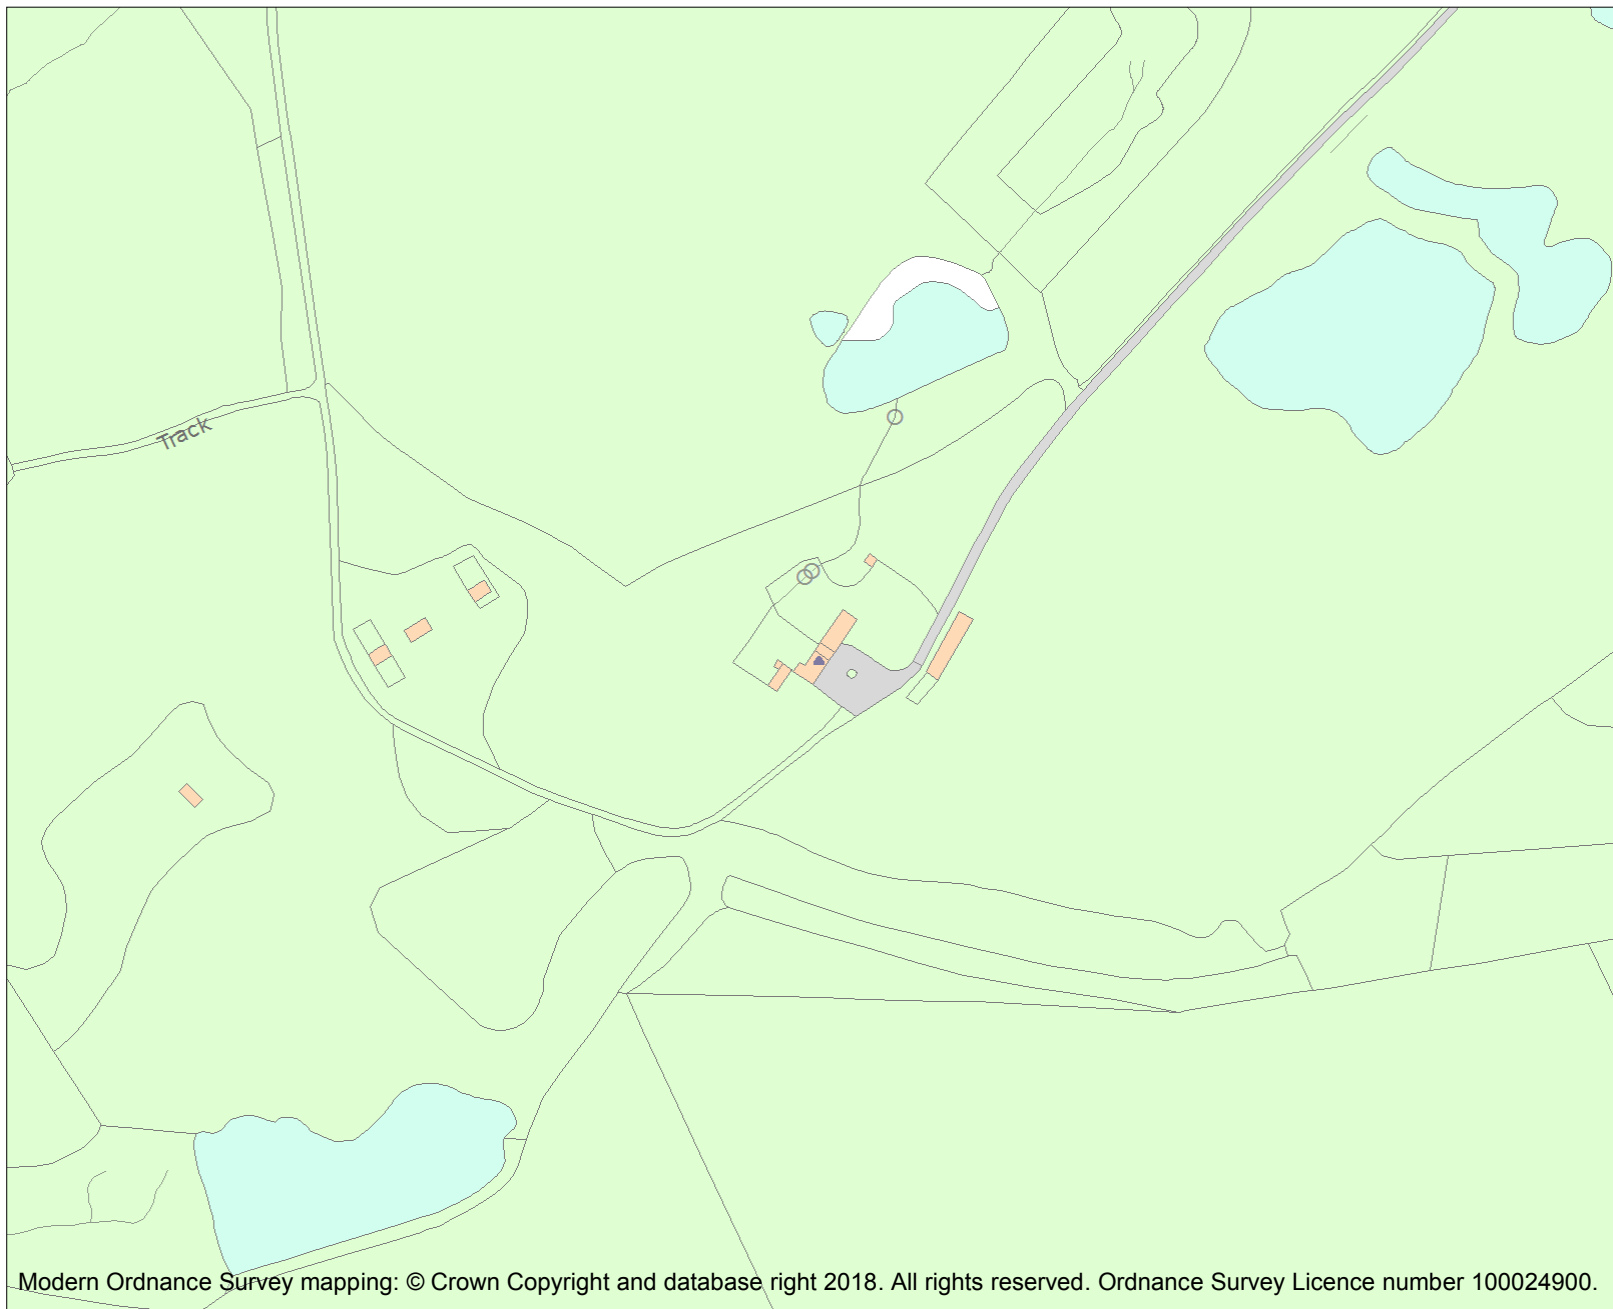 Track
Modern Ordnance Survey mapping: © Crown Copyright and database right 2018. All rights reserved. Ordnance Survey Licence number 100024900.